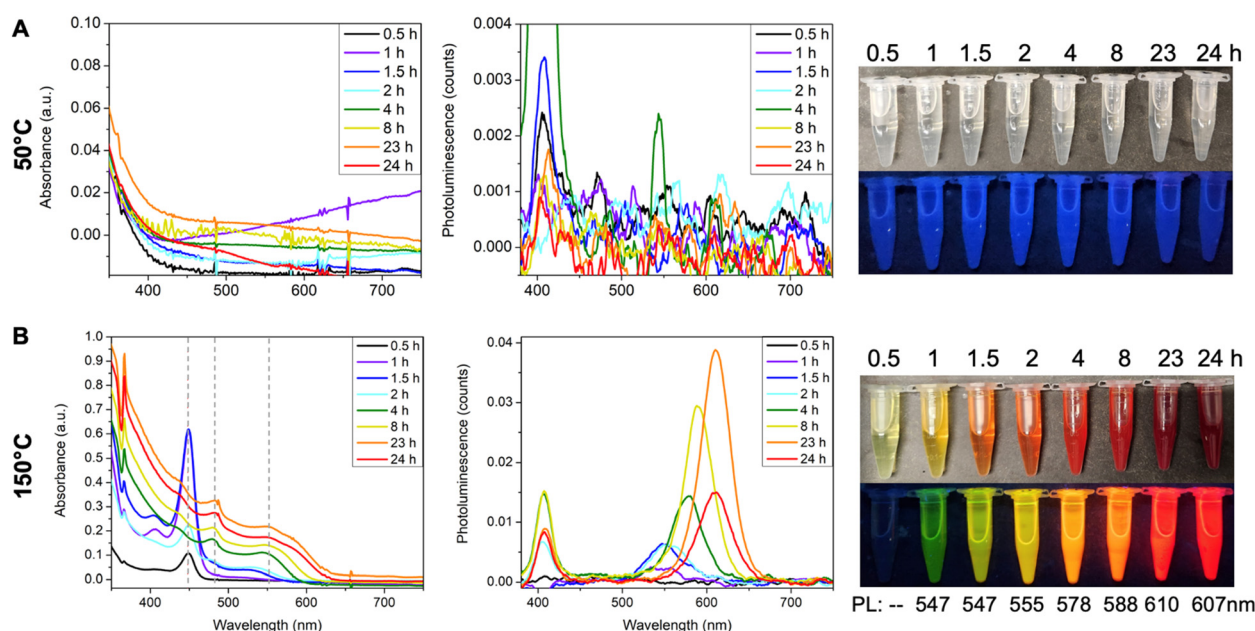 A
50°C
Absorbance (a.u.)
0.10
0.08
0.06
0.04
0.02
0.00
400 500 600 700
0.5 h
1 h
1.5 h
2 h
4 h
8 h
23 h
24 h
Photoluminescence (counts)
0.004
0.003
0.002
0.001
0.000
400 500 600 700
0.5 h
1 h
1.5 h
2 h
4 h
8 h
23 h
24 h
0.5 1 1.5 2 4 8 23 24 h
B
150°C
Absorbance (a.u.)
1.0
0.9
0.8
0.7
0.6
0.5
0.4
0.3
0.2
0.1
0.0
400 500 600 700
Wavelength (nm)
0.5 h
1 h
1.5 h
2 h
4 h
8 h
23 h
24 h
Photoluminescence (counts)
0.04
0.03
0.02
0.01
0.00
400 500 600 700
Wavelength (nm)
0.5 h
1 h
1.5 h
2 h
4 h
8 h
23 h
24 h
0.5 1 1.5 2 4 8 23 24 h
PL: -- 547 547 555 578 588 610 607nm